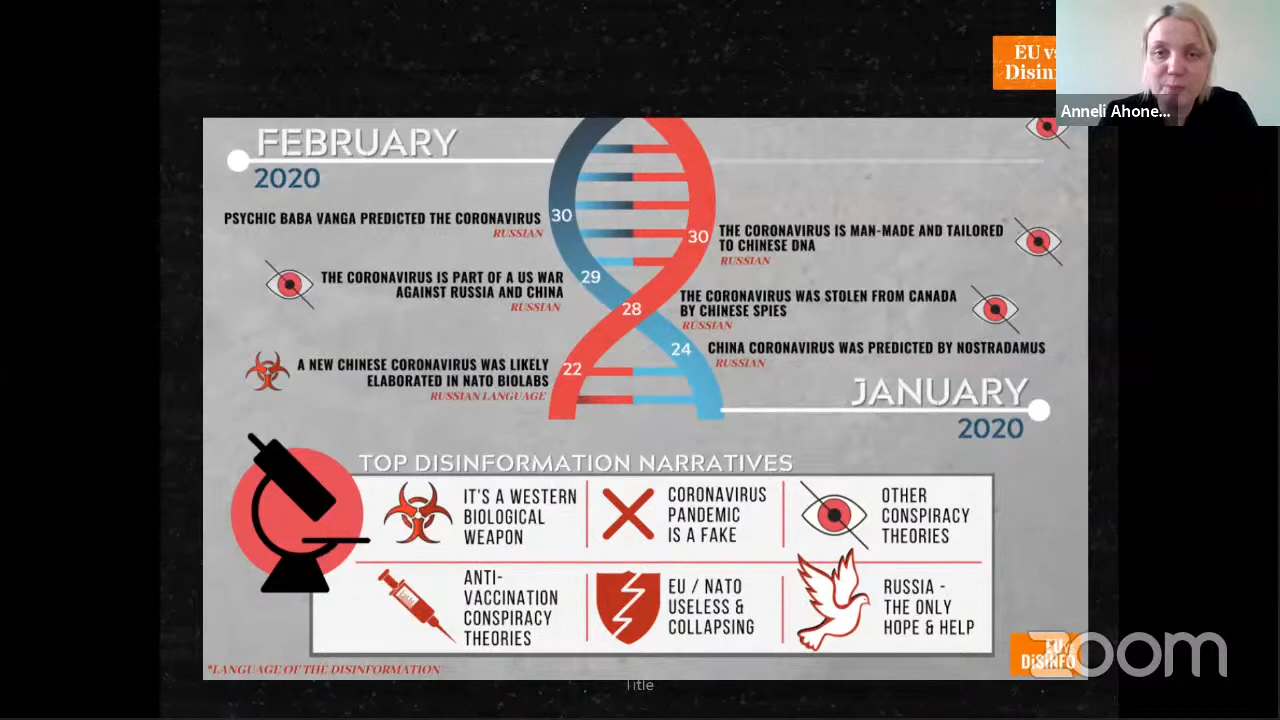 EU vs
Disinf
Anneli Ahone...
FEBRUARY
2020
PSYCHIC BABA VANGA PREDICTED THE CORONAVIRUS
RUSSIAN
30
30
THE CORONAVIRUS IS MAN-MADE AND TAILORED
TO CHINESE DNA
RUSSIAN
THE CORONAVIRUS IS PART OF A US WAR
AGAINST RUSSIA AND CHINA
RUSSIAN
29
28
THE CORONAVIRUS WAS STOLEN FROM CANADA
BY CHINESE SPIES
RUSSIAN
24
CHINA CORONAVIRUS WAS PREDICTED BY NOSTRADAMUS
RUSSIAN
A NEW CHINESE CORONAVIRUS WAS LIKELY
ELABORATED IN NATO BIOLABS
RUSSIAN LANGUAGE
22
JANUARY
2020
TOP DISINFORMATION NARRATIVES
IT'S A WESTERN
BIOLOGICAL
WEAPON
CORONAVIRUS
PANDEMIC
IS A FAKE
OTHER
CONSPIRACY
THEORIES
ANTI-
VACCINATION
CONSPIRACY
THEORIES
EU / NATO
USELESS &
COLLAPSING
RUSSIA -
THE ONLY
HOPE & HELP
*LANGUAGE OF THE DISINFORMATION
EU
DiSiNFO
zoom
Title